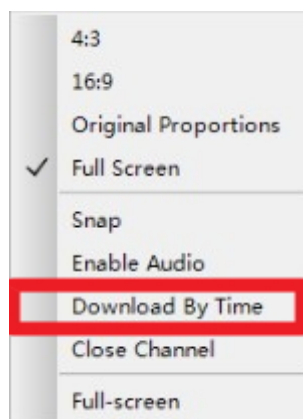 4:3
16:9
Original Proportions
Full Screen
Snap
Enable Audio
Download By Time
Close Channel
Full-screen